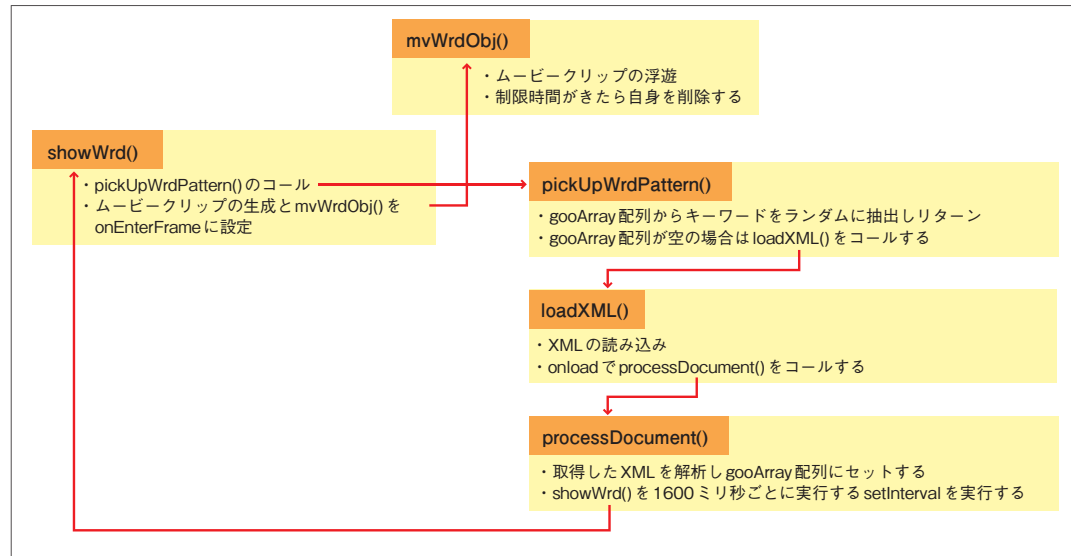 mvWrdObj()
・ムービークリップの浮遊
・制限時間がきたら自身を削除する
showWrd()
・pickUpWrdPattern()のコール
・ムービークリップの生成とmvWrdObj()を
onEnterFrameに設定
pickUpWrdPattern()
・gooArray配列からキーワードをランダムに抽出しリターン
・gooArray配列が空の場合はloadXML()をコールする
loadXML()
・XMLの読み込み
・onloadでprocessDocument()をコールする
processDocument()
・取得したXMLを解析しgooArray配列にセットする
・showWrd()を1600ミリ秒ごとに実行するsetIntervalを実行する